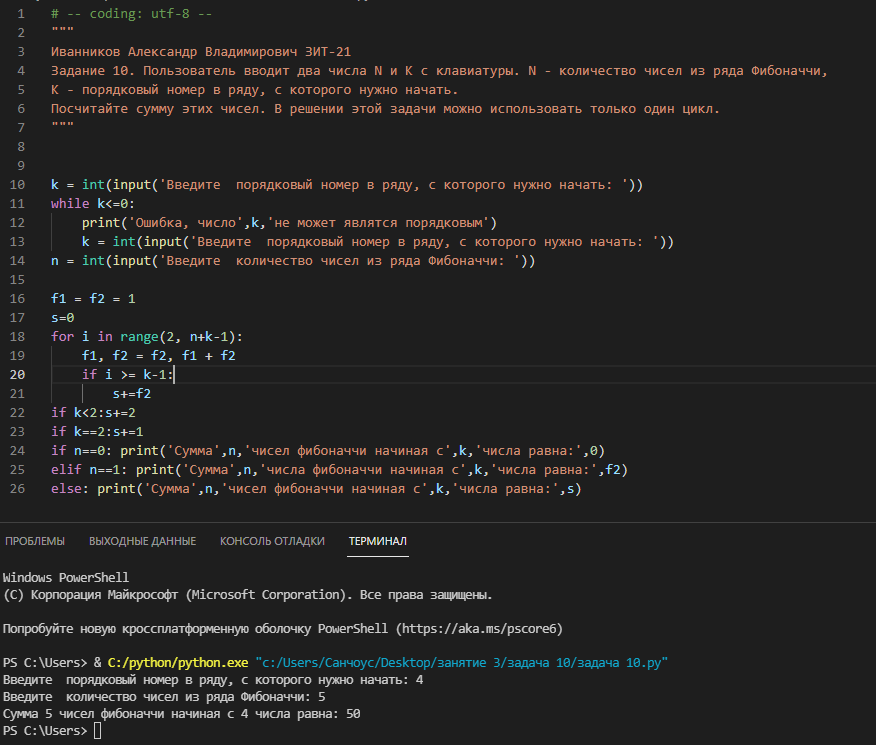 1 # -- coding: utf-8 --
2 """
3 Иванников Александр Владимирович ЗИТ-21
4 Задание 10. Пользователь вводит два числа N и K с клавиатуры. N - количество чисел из ряда Фибоначчи,
5 K - порядковый номер в ряду, с которого нужно начать.
6 Посчитайте сумму этих чисел. В решении этой задачи можно использовать только один цикл.
7 """
8
9
10 k = int(input('Введите  порядковый номер в ряду, с которого нужно начать: '))
11 while k<=0:
12     print('Ошибка, число',k,'не может являтся порядковым')
13     k = int(input('Введите  порядковый номер в ряду, с которого нужно начать: '))
14 n = int(input('Введите  количество чисел из ряда Фибоначчи: '))
15
16 f1 = f2 = 1
17 s=0
18 for i in range(2, n+k-1):
19     f1, f2 = f2, f1 + f2
20     if i >= k-1:
21         s+=f2
22 if k<2:s+=2
23 if k==2:s+=1
24 if n==0: print('Сумма',n,'чисел фибоначчи начиная с',k,'числа равна:',0)
25 elif n==1: print('Сумма',n,'числа фибоначчи начиная с',k,'числа равна:',f2)
26 else: print('Сумма',n,'чисел фибоначчи начиная с',k,'числа равна:',s)
ПРОБЛЕМЫ ВЫХОДНЫЕ ДАННЫЕ КОНСОЛЬ ОТЛАДКИ ТЕРМИНАЛ
Windows PowerShell
(C) Корпорация Майкрософт (Microsoft Corporation). Все права защищены.
Попробуйте новую кроссплатформенную оболочку PowerShell (https://aka.ms/pscore6)
PS C:\Users> & C:/python/python.exe "c:/Users/Санчоус/Desktop/занятие 3/задача 10/задача 10.py"
Введите  порядковый номер в ряду, с которого нужно начать: 4
Введите  количество чисел из ряда Фибоначчи: 5
Сумма 5 чисел фибоначчи начиная с 4 числа равна: 50
PS C:\Users>